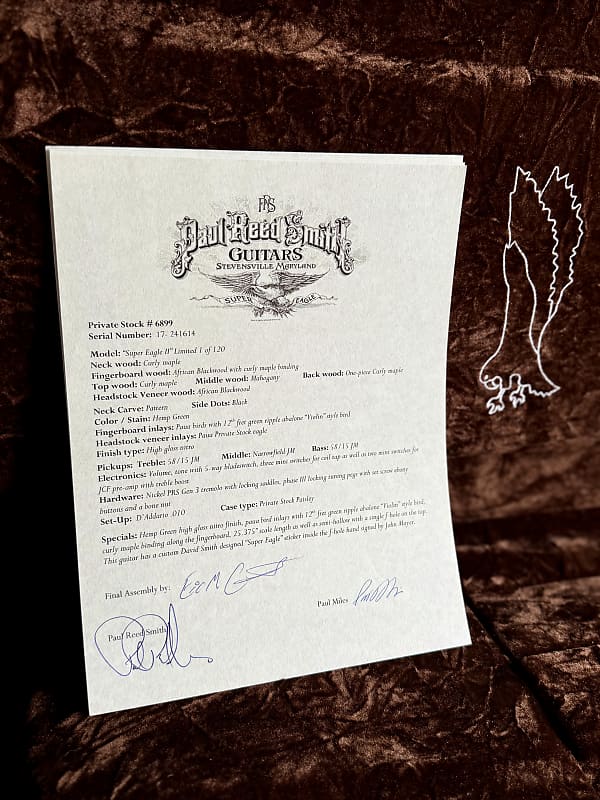 PRS
Paul Reed Smith
GUITARS
STEVENSVILLE MARYLAND
SUPER EAGLE
Private Stock # 6899
Serial Number: 17- 241614
Model: "Super Eagle II" Limited 1 of 120
Neck wood: Curly maple
Fingerboard wood: African Blackwood with curly maple binding
Top wood: Curly maple Middle wood: Mahogany Back wood: One-piece Curly maple
Headstock Veneer wood: African Blackwood
Neck Carve: Pattern Side Dots: Black
Color / Stain: Hemp Green
Fingerboard inlays: Paua birds with 12th fret green ripple abalone "Violin" style bird
Headstock veneer inlays: Paua Private Stock eagle
Finish type: High gloss nitro
Pickups: Treble: 58/15 JM Middle: Narrowfield JM Bass: 58/15 JM
Electronics: Volume, tone with 5-way bladeswitch, three mini switches for coil tap as well as two mini switches for
JCF pre-amp with treble boost
Hardware: Nickel PRS Gen 3 tremolo with locking saddles, phase III locking tuning pegs with set screw ebony
buttons and a bone nut
Set-Up: D'Addario .010 Case type: Private Stock Paisley
Specials: Hemp Green high gloss nitro finish, paua bird inlays with 12th fret green ripple abalone "Violin" style bird,
curly maple binding along the fingerboard, 25.375" scale length as well as semi-hollow with a single f-hole on the top.
This guitar has a custom David Smith designed "Super Eagle" sticker inside the f-hole hand signed by John Mayer.
Final Assembly by:
Paul Miles
Paul Reed Smith